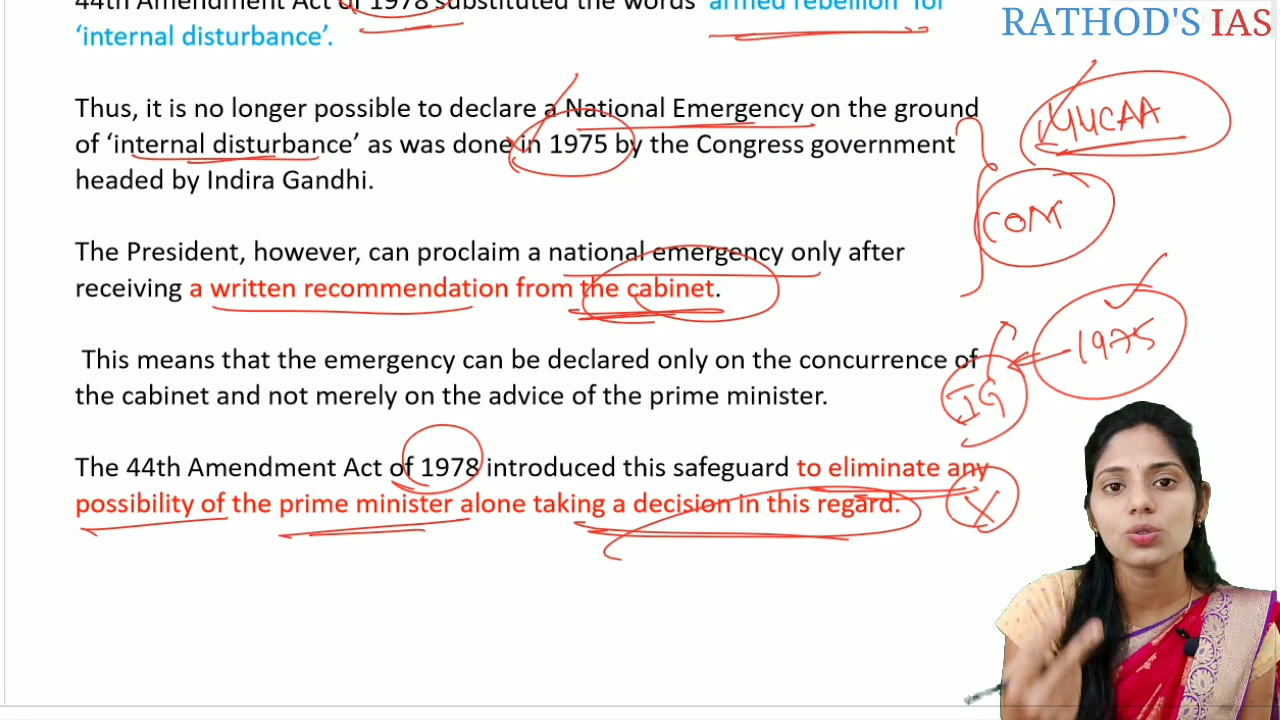 44th Amendment Act of 1978 substituted the words 'armed rebellion' for
RATHOD'S IAS
'internal disturbance'.
Thus, it is no longer possible to declare a National Emergency on the ground
44CAA
of 'internal disturbance' as was done in 1975 by the Congress government
headed by Indira Gandhi.
COM
The President, however, can proclaim a national emergency only after
receiving a written recommendation from the cabinet.
1975
This means that the emergency can be declared only on the concurrence of
the cabinet and not merely on the advice of the prime minister.
IG
The 44th Amendment Act of 1978 introduced this safeguard to eliminate any
possibility of the prime minister alone taking a decision in this regard.